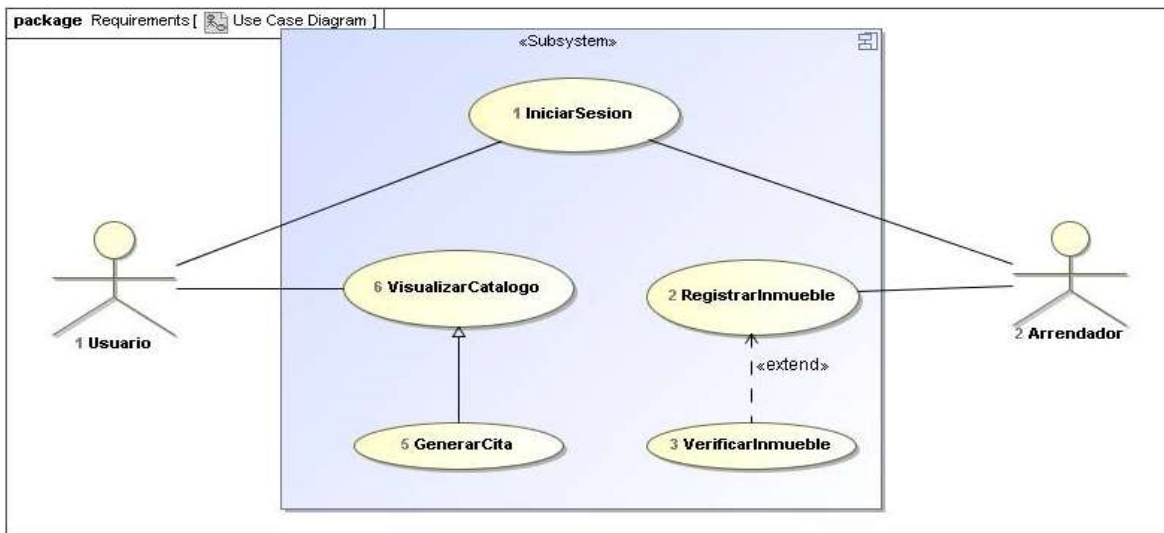 package Requirements [ Use Case Diagram ]
«Subsystem»
1 IniciarSesion
6 VisualizarCatalogo
2 RegistrarInmueble
1 Usuario
2 Arrendador
«extend»
5 GenerarCita
3 VerificarInmueble